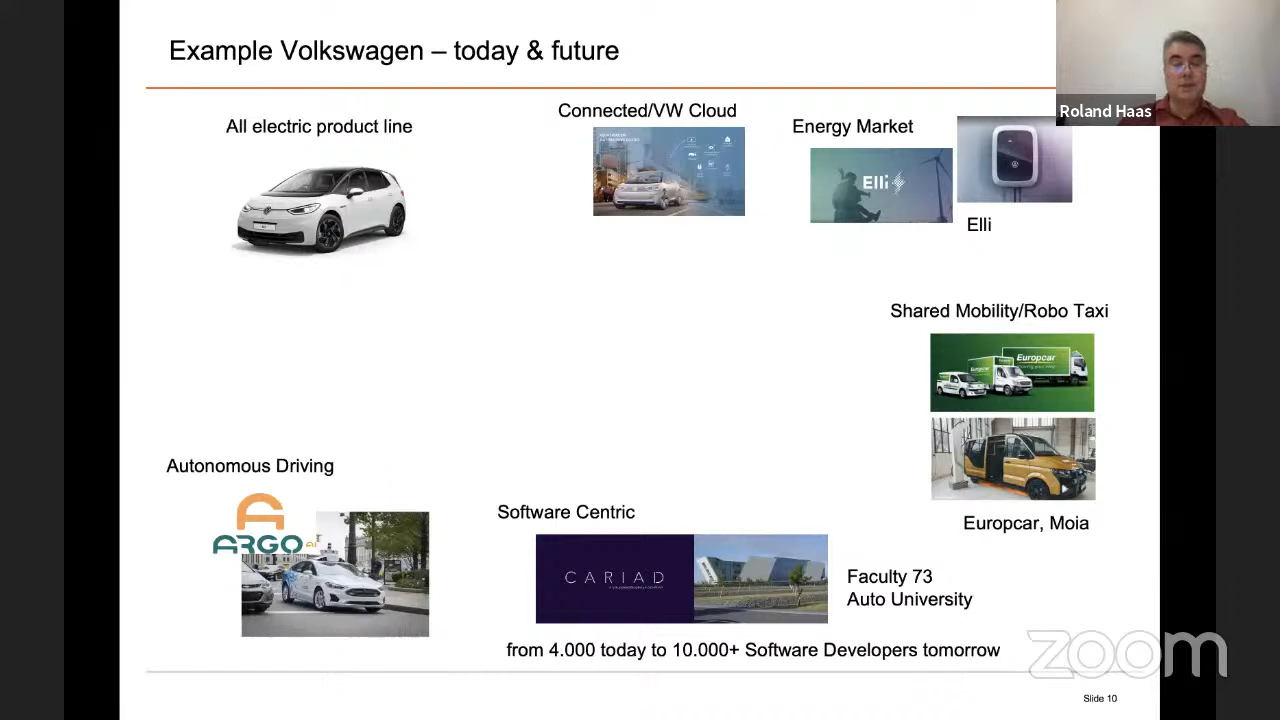 Example Volkswagen – today & future
Roland Haas
All electric product line
Connected/VW Cloud
Energy Market
Elli
Elli
Shared Mobility/Robo Taxi
Europcar
Europcar
Europcar, Moia
Autonomous Driving
ARGO AI
Software Centric
CARIAD
Faculty 73
Auto University
from 4.000 today to 10.000+ Software Developers tomorrow
zoom
Slide 10